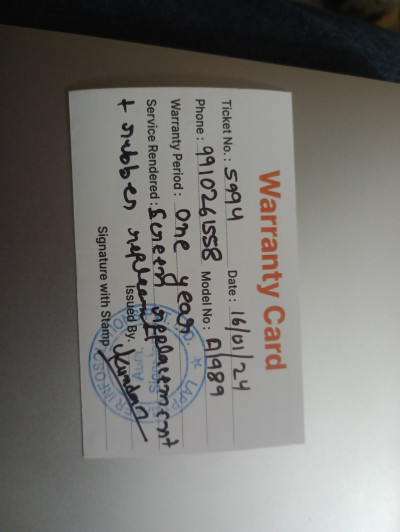 Warranty Card
Ticket No.: 5994 Date: 16/01/24
Phone: 9910261558 Model No: A1989
Warranty Period: One year
Service Rendered: Screen replacement
+ rubber replacement
Issued By. Kundan
Signature with Stamp